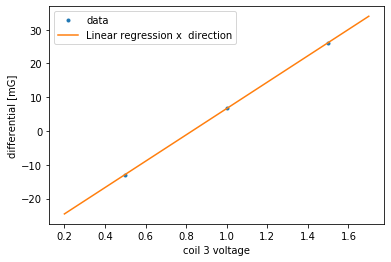 data
Linear regression x  direction
differential [mG]
30
20
10
0
−10
−20
0.2 0.4 0.6 0.8 1.0 1.2 1.4 1.6
coil 3 voltage